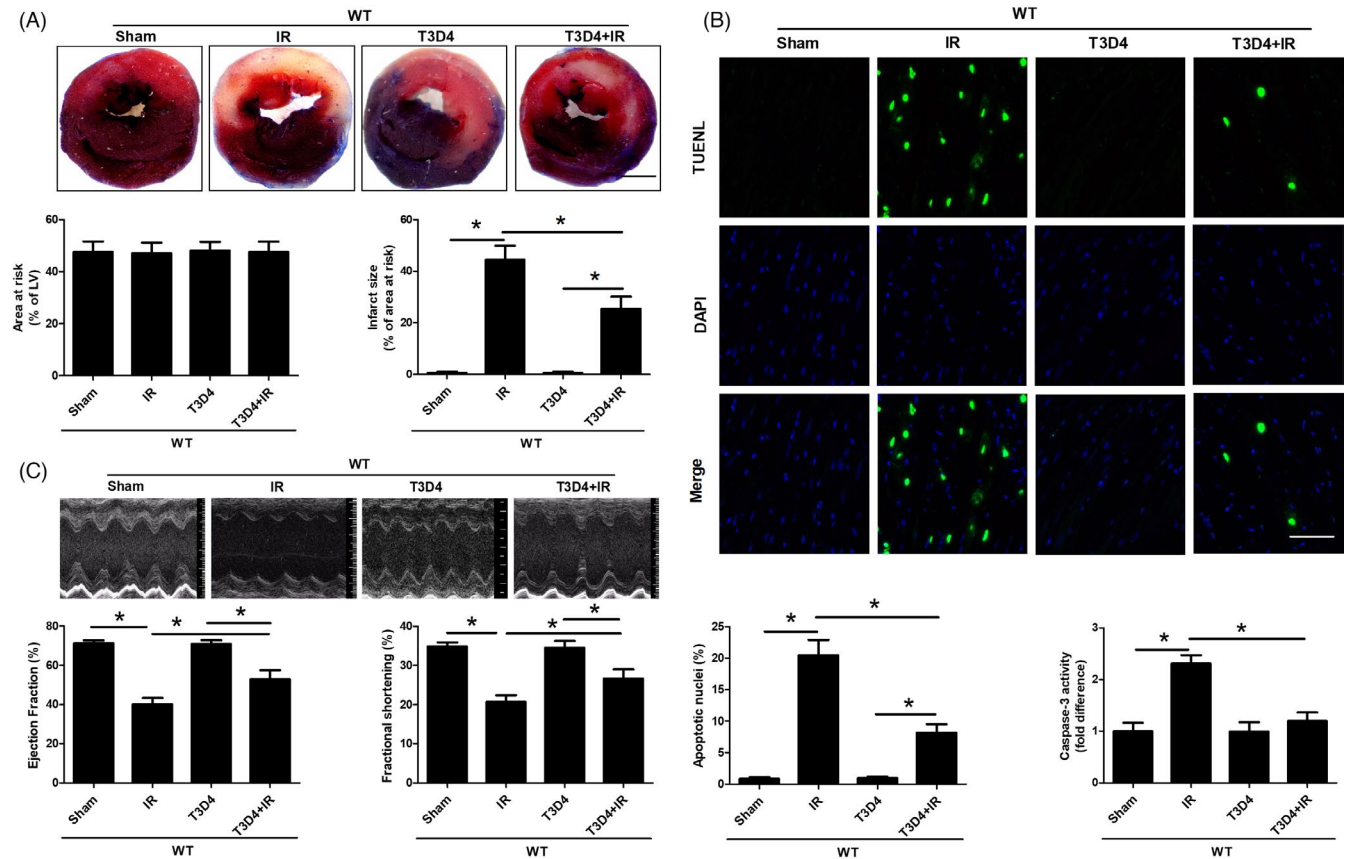 (A)
WT
Sham IR T3D4 T3D4+IR
Area at risk
(% of LV)
60
40
20
0
Sham IR T3D4 T3D4+IR
WT
Infarct size
(% of area at risk)
60
40
20
0
* * *
Sham IR T3D4 T3D4+IR
WT
(B)
WT
Sham IR T3D4 T3D4+IR
TUENL
DAPI
Merge
Apoptotic nuclei (%)
25
20
15
10
5
0
* * *
Sham IR T3D4 T3D4+IR
WT
Caspase-3 activity
(fold difference)
3
2
1
0
* *
Sham IR T3D4 T3D4+IR
WT
(C)
WT
Sham IR T3D4 T3D4+IR
Ejection Fraction (%)
80
60
40
20
0
* * *
Sham IR T3D4 T3D4+IR
WT
Fractional shortening (%)
40
30
20
10
0
* * *
Sham IR T3D4 T3D4+IR
WT